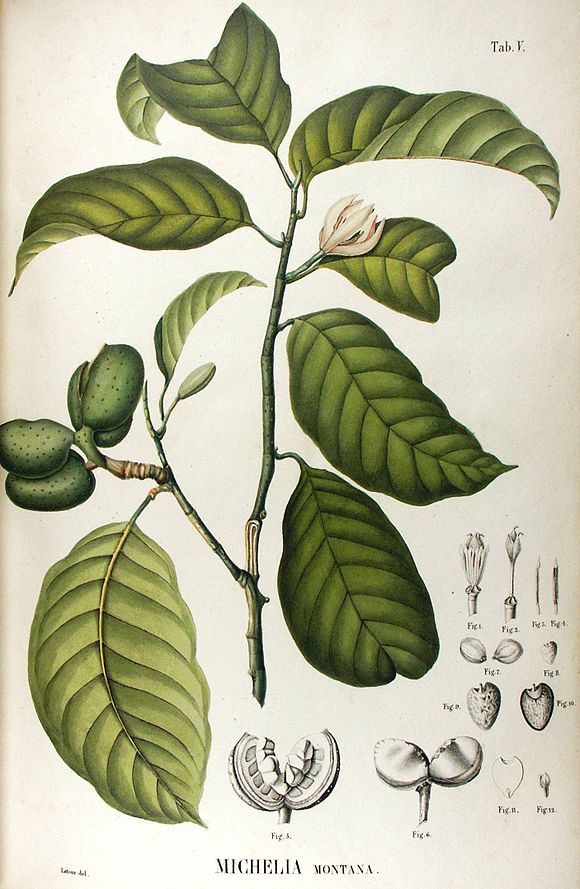 Tab. V.
Fig. 1.
Fig. 2.
Fig. 3.
Fig. 4.
Fig. 7.
Fig. 8.
Fig. 9.
Fig. 10.
Fig. 5.
Fig. 6.
Fig. 11.
Fig. 12.
Latour del.
MICHELIA MONTANA.